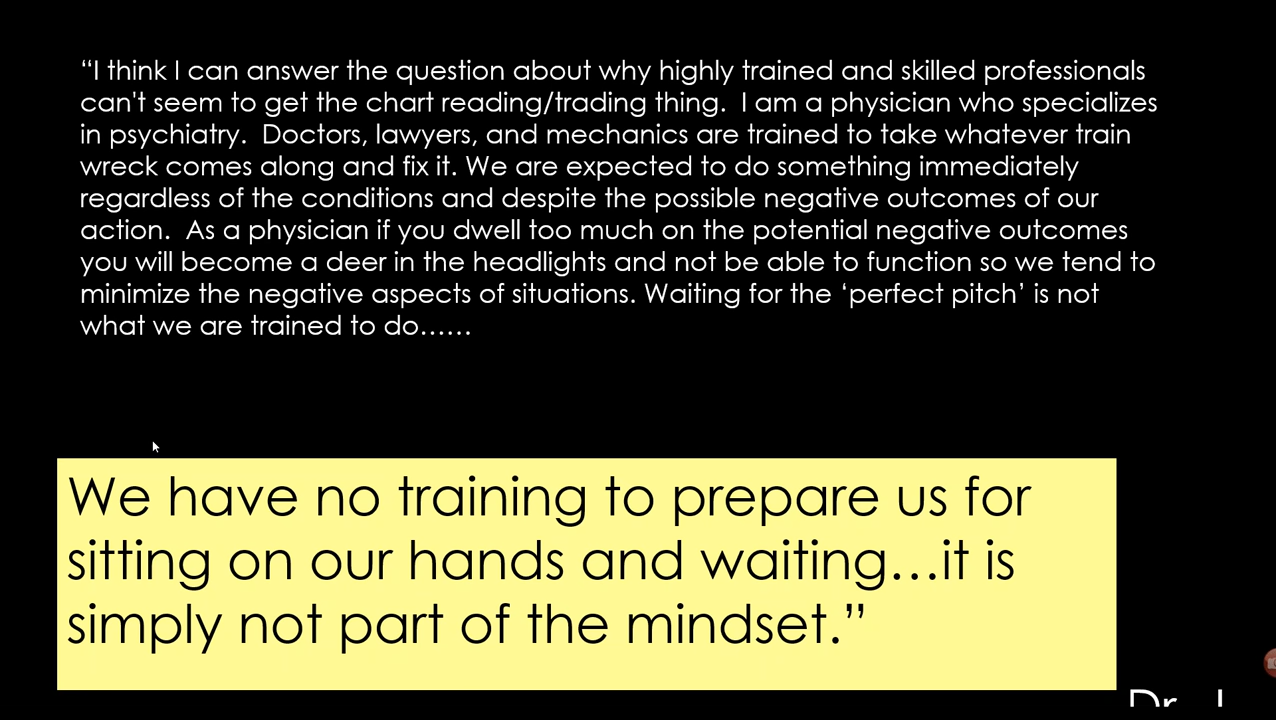 “I think I can answer the question about why highly trained and skilled professionals
can't seem to get the chart reading/trading thing.  I am a physician who specializes
in psychiatry.  Doctors, lawyers, and mechanics are trained to take whatever train
wreck comes along and fix it. We are expected to do something immediately
regardless of the conditions and despite the possible negative outcomes of our
action.  As a physician if you dwell too much on the potential negative outcomes
you will become a deer in the headlights and not be able to function so we tend to
minimize the negative aspects of situations. Waiting for the ‘perfect pitch’ is not
what we are trained to do……
We have no training to prepare us for
sitting on our hands and waiting…it is
simply not part of the mindset.”
Dr.